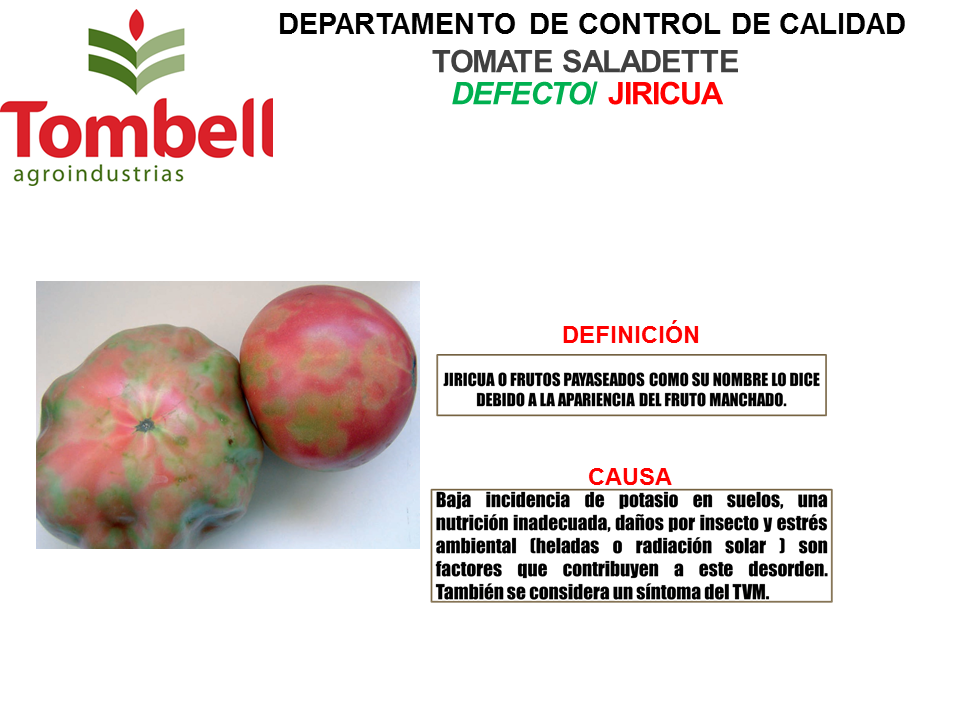 DEPARTAMENTO DE CONTROL DE CALIDAD
TOMATE SALADETTE
DEFECTO/ JIRICUA
Tombell
agroindustrias
DEFINICIÓN
JIRICUA O FRUTOS PAYASEADOS COMO SU NOMBRE LO DICE
DEBIDO A LA APARIENCIA DEL FRUTO MANCHADO.
CAUSA
Baja incidencia de potasio en suelos, una
nutrición inadecuada, daños por insecto y estrés
ambiental (heladas o radiación solar ) son
factores que contribuyen a este desorden.
También se considera un síntoma del TVM.